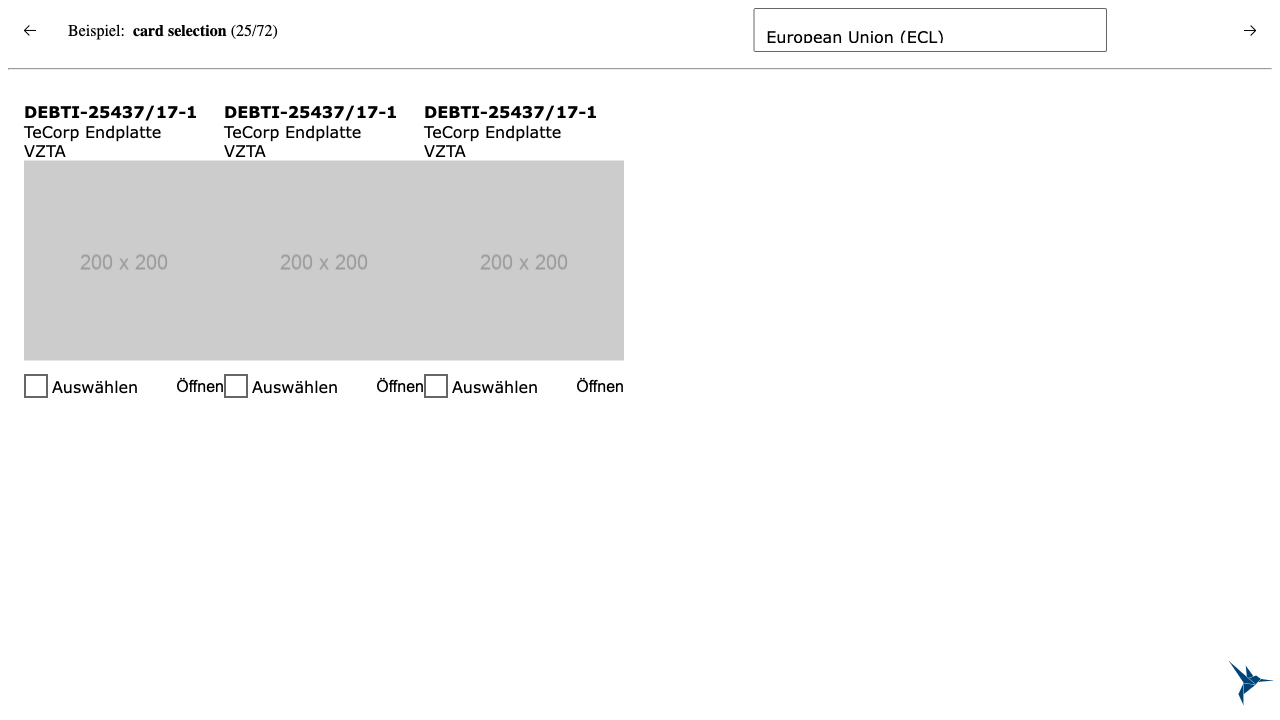 Beispiel: card selection (25/72)
European Union (ECL)
DEBTI-25437/17-1
TeCorp Endplatte
VZTA
200 x 200
Auswählen
Öffnen
DEBTI-25437/17-1
TeCorp Endplatte
VZTA
200 x 200
Auswählen
Öffnen
DEBTI-25437/17-1
TeCorp Endplatte
VZTA
200 x 200
Auswählen
Öffnen